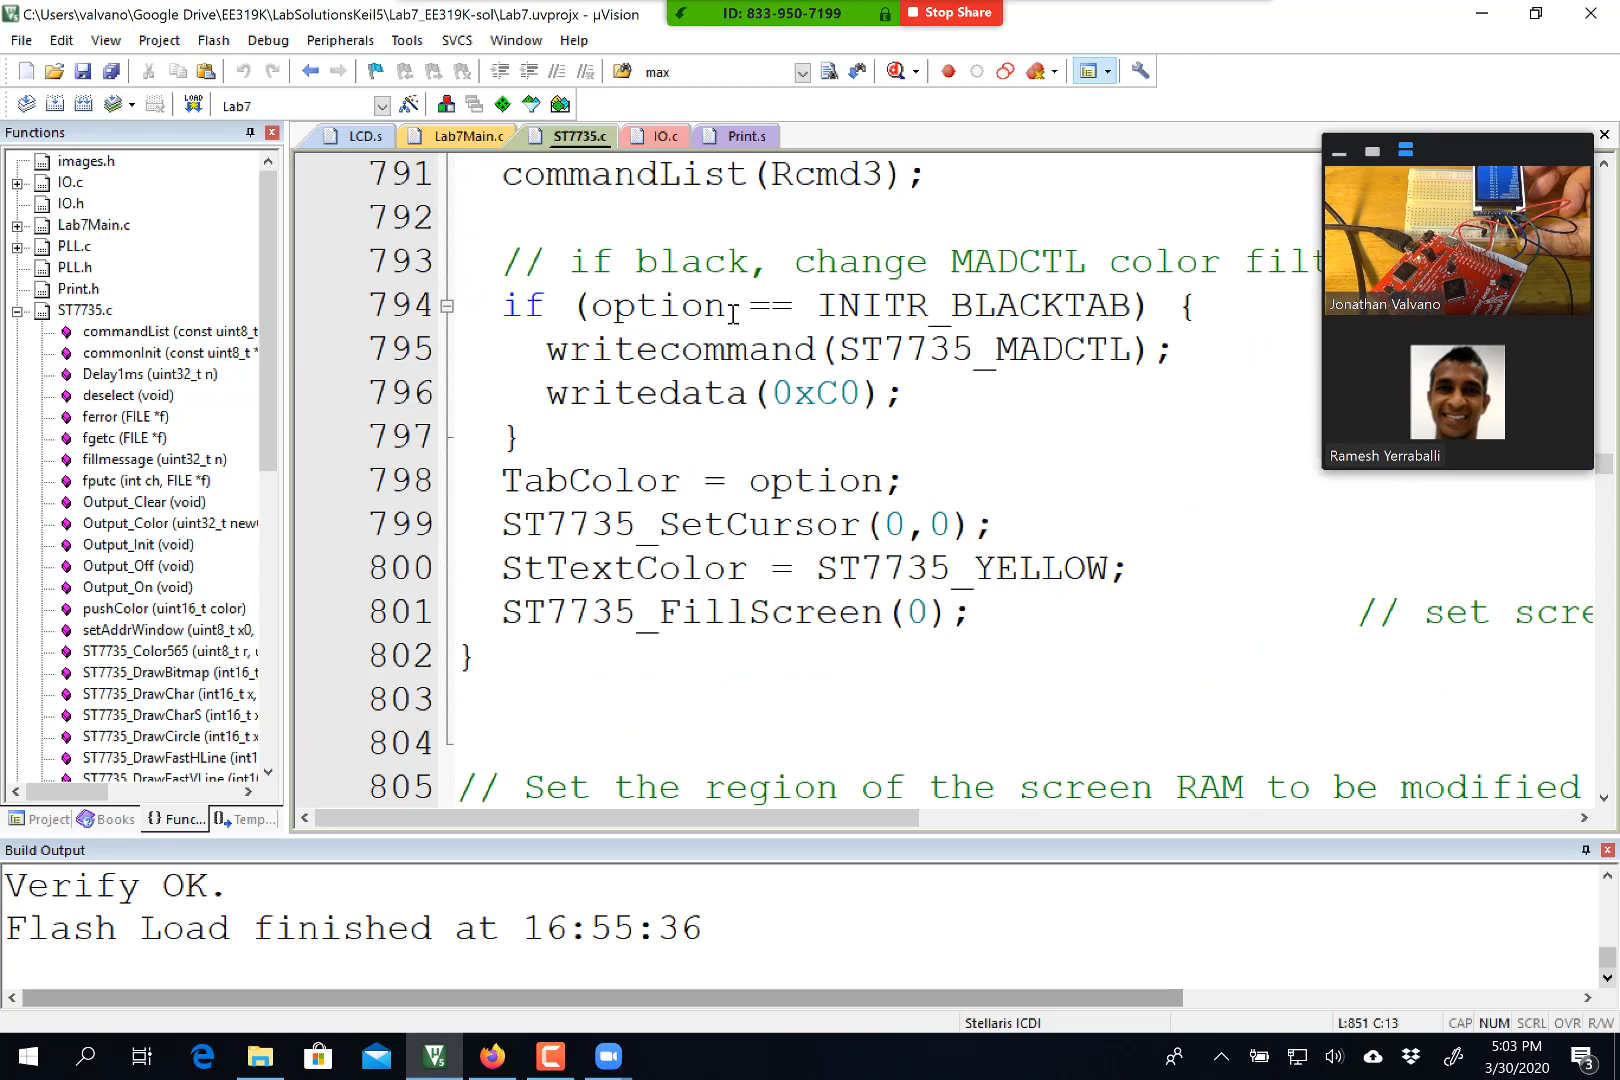 C:\Users\valvano\Google Drive\EE319K\LabSolutionsKeil5\Lab7_EE319K-sol\Lab7.uvprojx - µVision
ID: 833-950-7199
Stop Share
File Edit View Project Flash Debug Peripherals Tools SVCS Window Help
max
LOAD
Lab7
Functions
LCD.s Lab7Main.c ST7735.c IO.c Print.s
images.h
IO.c
IO.h
Lab7Main.c
PLL.c
PLL.h
Print.h
ST7735.c
commandList (const uint8_t
commonInit (const uint8_t *
Delay1ms (uint32_t n)
deselect (void)
ferror (FILE *f)
fgetc (FILE *f)
fillmessage (uint32_t n)
fputc (int ch, FILE *f)
Output_Clear (void)
Output_Color (uint32_t new
Output_Init (void)
Output_Off (void)
Output_On (void)
pushColor (uint16_t color)
setAddrWindow (uint8_t x0,
ST7735_Color565 (uint8_t r, u
ST7735_DrawBitmap (int16_t
ST7735_DrawChar (int16_t x,
ST7735_DrawCharS (int16_t x
ST7735_DrawCircle (int16_t x
ST7735_DrawFastHLine (int1
ST7735_DrawFastVLine (int1
Project Books {} Func... Temp...
791 commandList(Rcmd3);
792
793 // if black, change MADCTL color filt
794 if (option == INITR_BLACKTAB) {
795 writecommand(ST7735_MADCTL);
796 writedata(0xC0);
797 }
798 TabColor = option;
799 ST7735_SetCursor(0,0);
800 StTextColor = ST7735_YELLOW;
801 ST7735_FillScreen(0); // set scre
802 }
803
804
805 // Set the region of the screen RAM to be modified
Jonathan Valvano
Ramesh Yerraballi
Build Output
Verify OK.
Flash Load finished at 16:55:36
Stellaris ICDI
L:851 C:13
CAP NUM SCRL OVR R/W
5:03 PM
3/30/2020
3